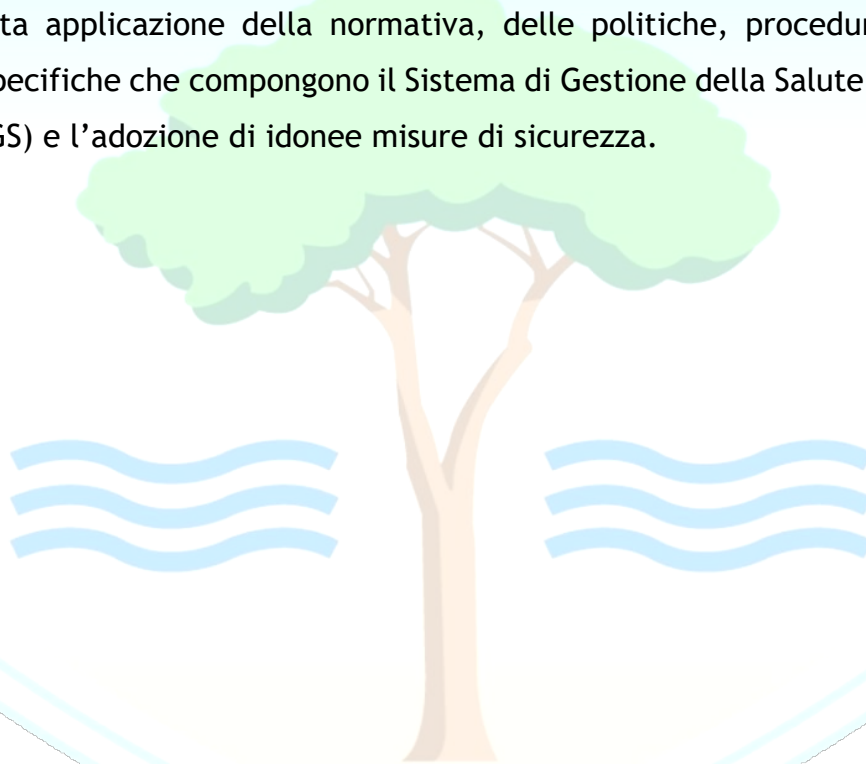 ta applicazione della normativa, delle politiche, procedur
pecifiche che compongono il Sistema di Gestione della Salute
GS) e l’adozione di idonee misure di sicurezza.